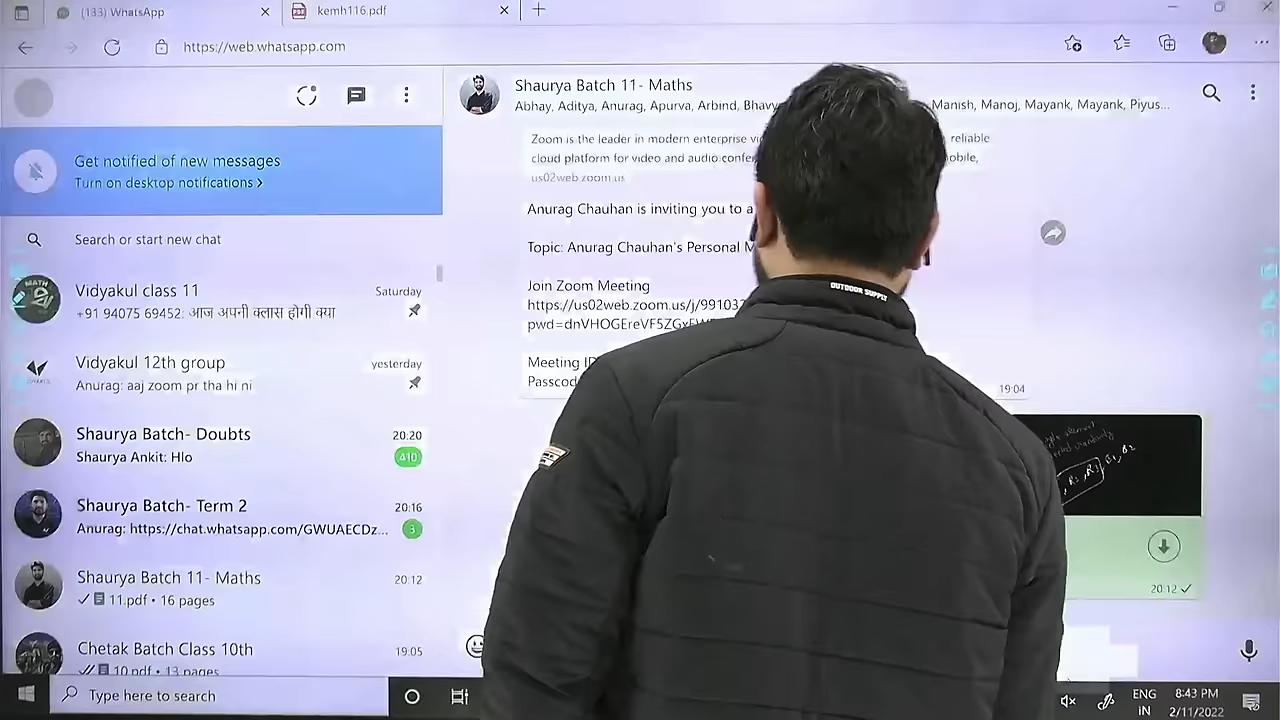 (133) WhatsApp
kemh116.pdf
https://web.whatsapp.com
Get notified of new messages
Turn on desktop notifications >
Search or start new chat
Vidyakul class 11
Saturday
+91 94075 69452: आज अपनी क्लास होगी क्या
Vidyakul 12th group
yesterday
Anurag: aaj zoom pr tha hi ni
Shaurya Batch- Doubts
20:20
Shaurya Ankit: Hlo
410
Shaurya Batch- Term 2
20:16
Anurag: https://chat.whatsapp.com/GWUAECDz...
3
Shaurya Batch 11- Maths
20:12
11.pdf • 16 pages
Chetak Batch Class 10th
19:05
10.pdf • 13 pages
Shaurya Batch 11- Maths
Abhay, Aditya, Anurag, Apurva, Arbind, Bhavy Manish, Manoj, Mayank, Mayank, Piyus...
Zoom is the leader in modern enterprise reliable
cloud platform for video and audio
us02web.zoom.us
Anurag Chauhan is inviting you to a
Topic: Anurag Chauhan's Personal M
Join Zoom Meeting
https://us02web.zoom.us/j/99103
Meeting ID
Passcod
19:04
20:12
OUTDOOR SUPPLY
Type here to search
ENG
IN
8:43 PM
2/11/2022